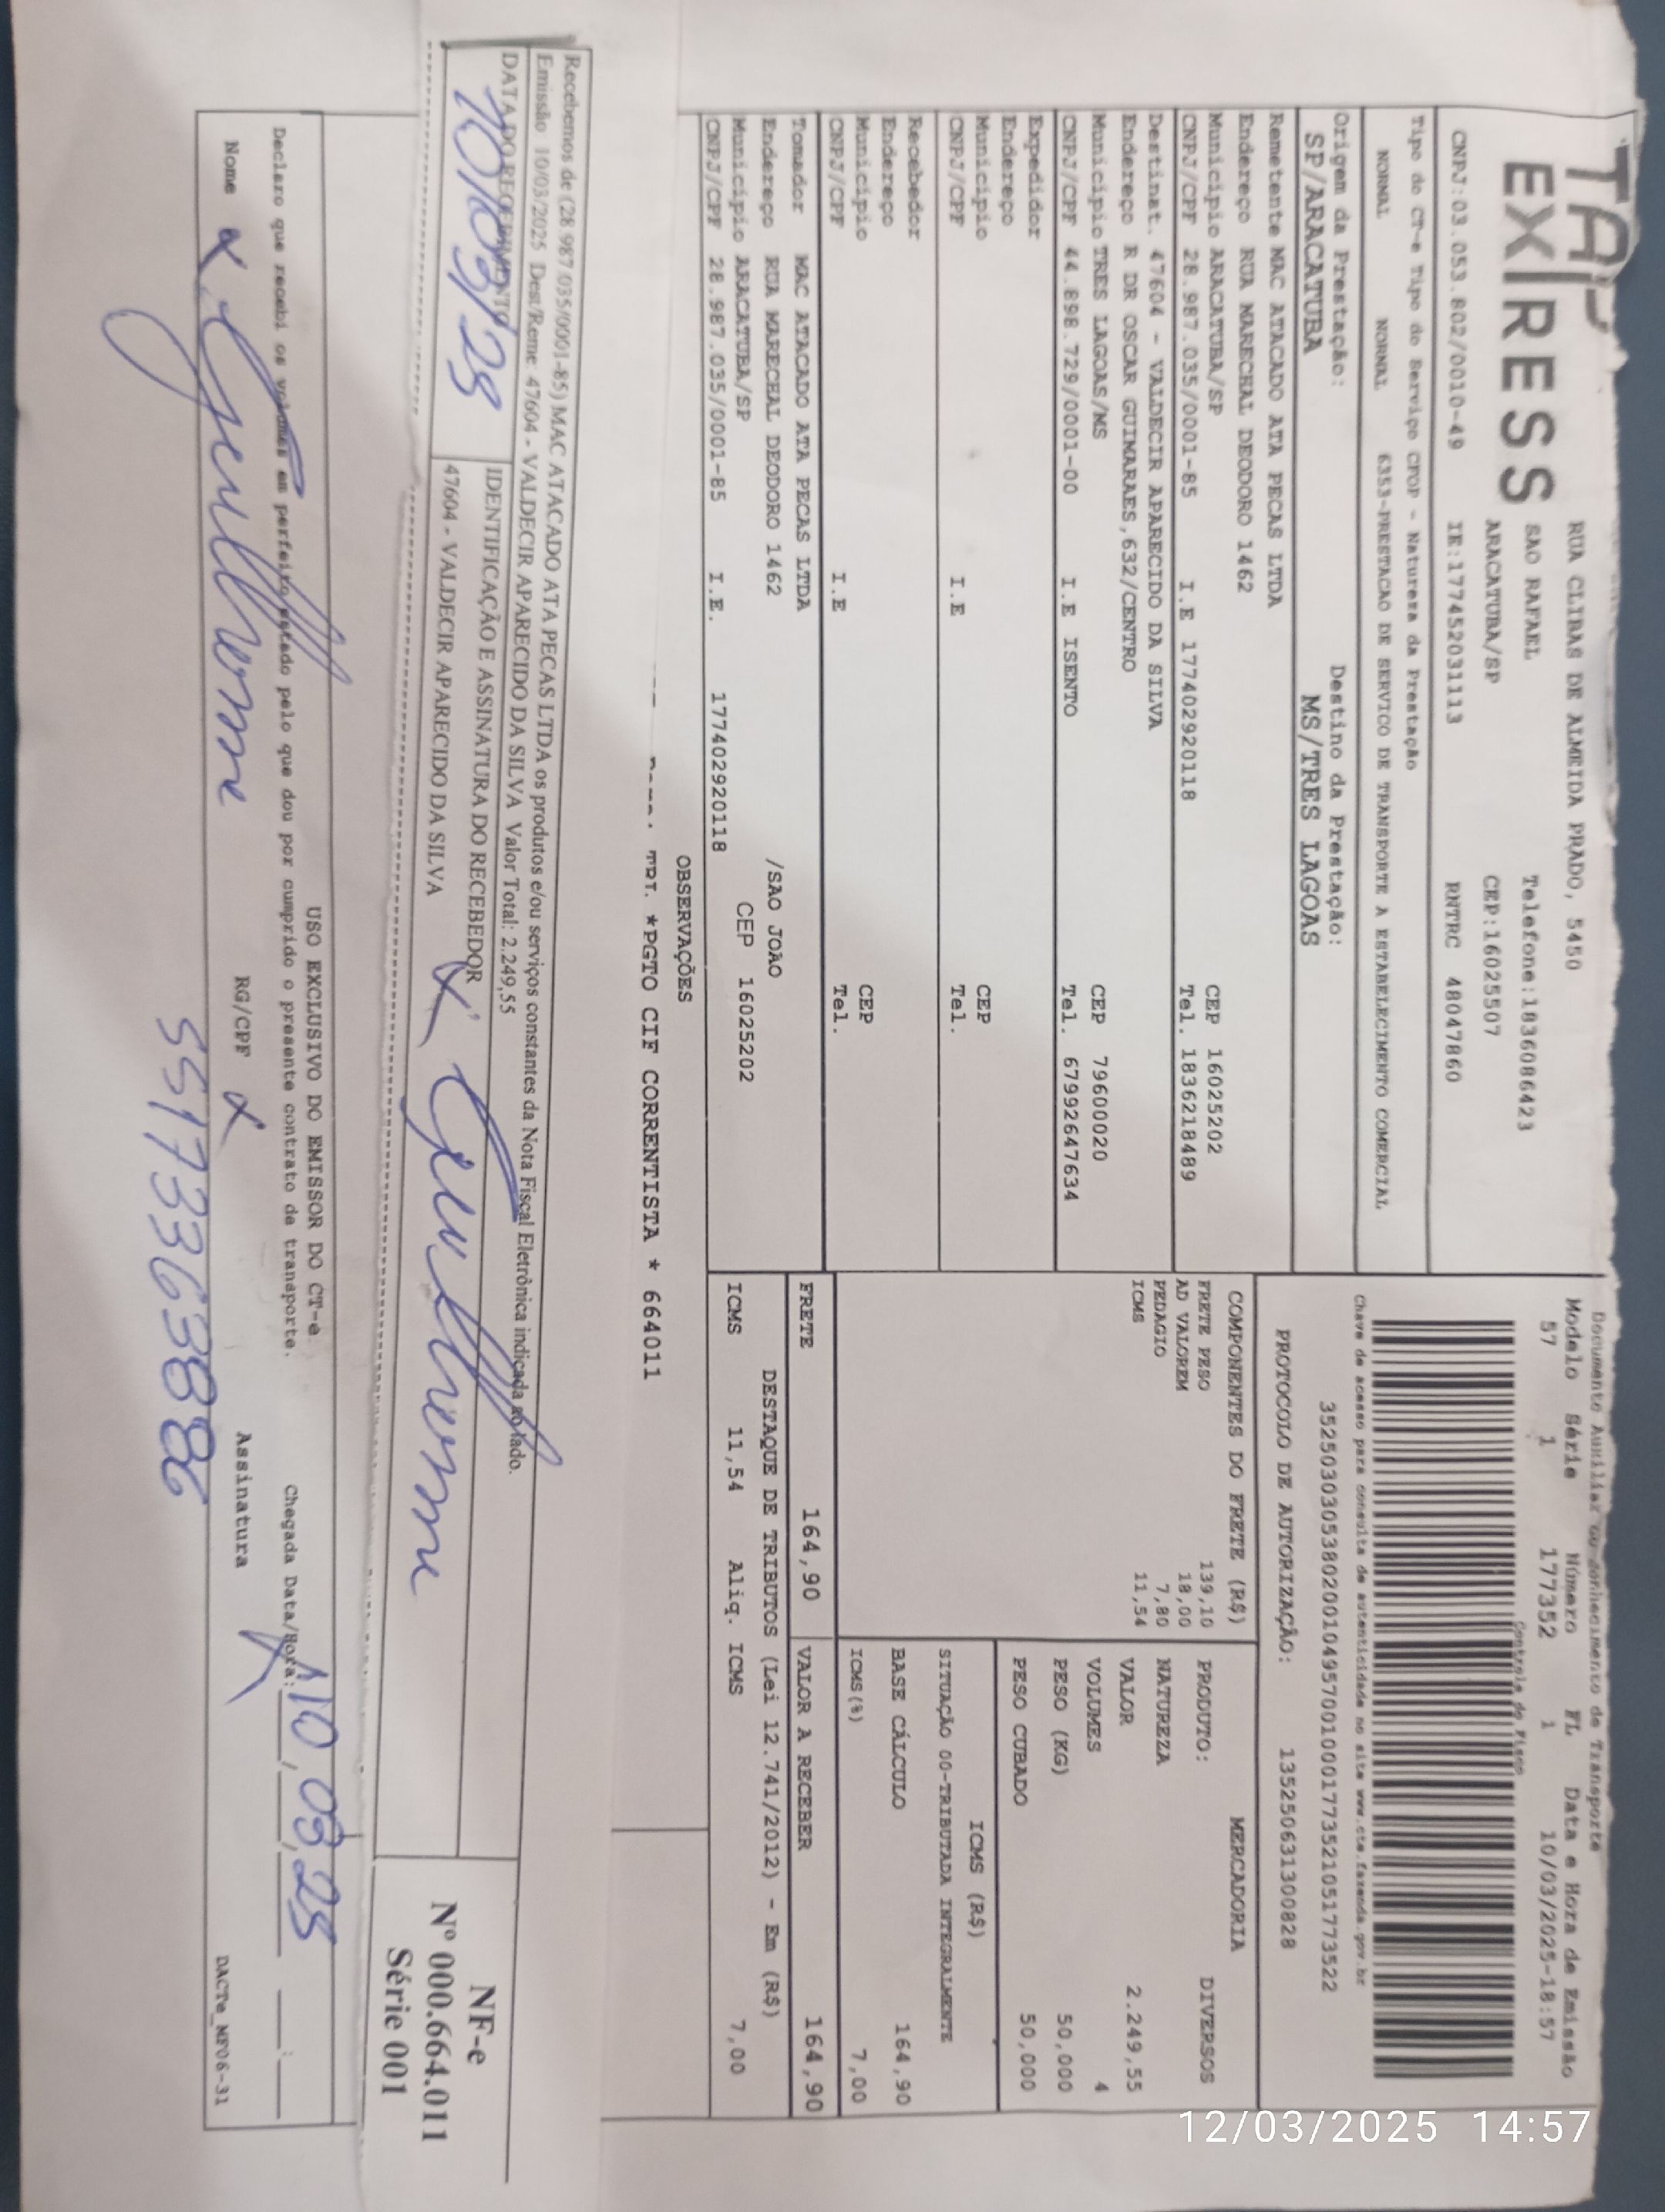 TAP
EXPRESS
RUA CLIBAS DE ALMEIDA PRADO, 5450
SAO RAFAEL Telefone:1836086423
ARACATUBA/SP CEP:16025507
CNPJ:03.053.802/0010-49 IE:177452031113 RNTRC 48047860
Tipo do CT-e Tipo do Serviço CFOP - Natureza da Prestação
NORMAL NORMAL 6353-PRESTACAO DE SERVICO DE TRANSPORTE A ESTABELECIMENTO COMERCIAL
Origem da Prestação: Destino da Prestação:
SP/ARACATUBA MS/TRES LAGOAS
Remetente MAC ATACADO ATA PECAS LTDA
Endereço RUA MARECHAL DEODORO 1462
Municipio ARACATUBA/SP CEP 16025202
CNPJ/CPF 28.987.035/0001-85 I.E 177402920118 Tel. 1836218489
Destinat. 47604 - VALDECIR APARECIDO DA SILVA
Endereço R DR OSCAR GUIMARAES,632/CENTRO
Municipio TRES LAGOAS/MS CEP 79600020
CNPJ/CPF 44.898.729/0001-00 I.E ISENTO Tel. 67992647634
Expedidor
Endereço
Municipio CEP
CNPJ/CPF I.E Tel.
Recebedor
Endereço
Municipio CEP
CNPJ/CPF I.E Tel.
Tomador MAC ATACADO ATA PECAS LTDA
Endereço RUA MARECHAL DEODORO 1462 /SAO JOAO
Municipio ARACATUBA/SP CEP 16025202
CNPJ/CPF 28.987.035/0001-85 I.E. 177402920118
Documento Auxiliar do Conhecimento de Transporte
Modelo Série Número FL Data e Hora de Emissão
57 1 177352 1 10/03/2025-18:57
Controle do Fisco
Chave de acesso para consulta de autenticidade no site www.cte.fazenda.gov.br
35250303053802001049570010001773521051773522
PROTOCOLO DE AUTORIZAÇÃO: 135250631300828
COMPONENTES DO FRETE (R$)
FRETE PESO 139,10
AD VALOREM 18,00
PEDAGIO 7,80
ICMS 11,54
MERCADORIA
PRODUTO: DIVERSOS
NATUREZA
VALOR 2.249,55
VOLUMES 4
PESO (KG) 50,000
PESO CUBADO 50,000
ICMS (R$)
SITUAÇÃO 00-TRIBUTADA INTEGRALMENTE
BASE CÁLCULO 164,90
ICMS(%) 7,00
FRETE 164,90 VALOR A RECEBER 164,90
DESTAQUE DE TRIBUTOS (Lei 12.741/2012) - Em (R$)
ICMS 11,54 Aliq. ICMS 7,00
OBSERVAÇÕES
*PGTO CIF CORRENTISTA * 664011
Recebemos de (28.987.035/0001-85) MAC ATACADO ATA PECAS LTDA os produtos e/ou serviços constantes da Nota Fiscal Eletrônica indicada ao lado.
Emissão 10/03/2025 Dest/Reme: 47604 - VALDECIR APARECIDO DA SILVA Valor Total: 2.249,55
DATA DO RECEBIMENTO IDENTIFICAÇÃO E ASSINATURA DO RECEBEDOR
10/03/25 47604 - VALDECIR APARECIDO DA SILVA x Guilherme
NF-e
Nº 000.664.011
Série 001
USO EXCLUSIVO DO EMISSOR DO CT-e
Declaro que recebi os volumes em perfeito estado pelo que dou por cumprido o presente contrato de transporte. Chegada Data/Hora: 10/03/25
Nome x Guilherme RG/CPF x Assinatura x
DACTe_MF06-31
12/03/2025 14:57